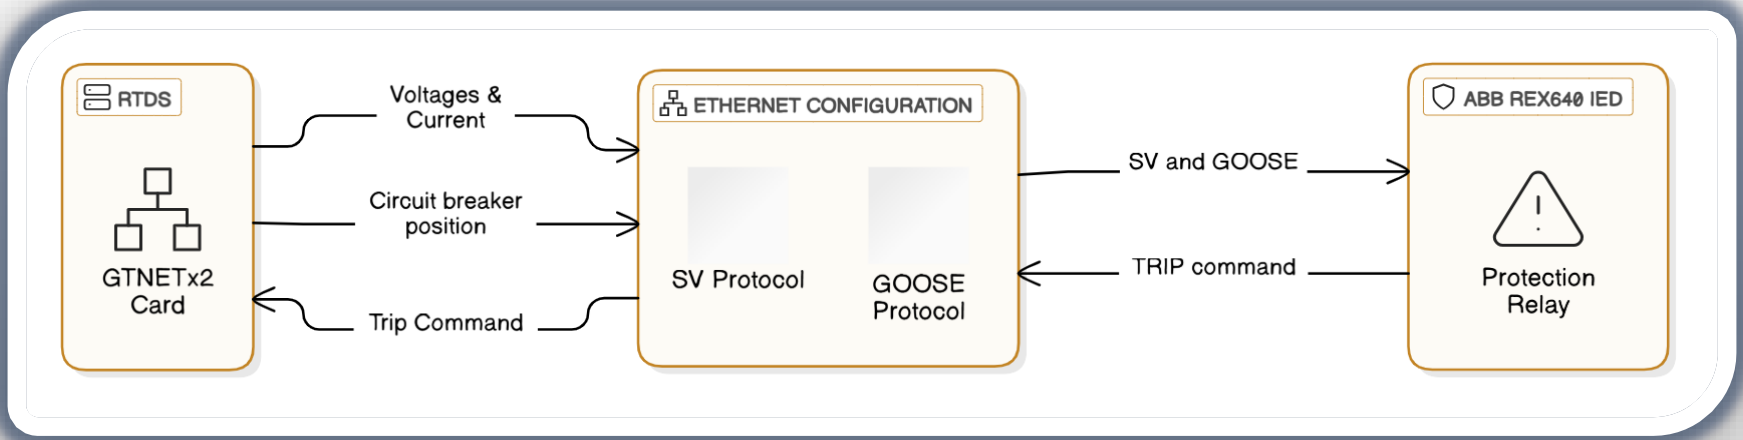 RTDS
GTNETx2
Card
Voltages &
Current
Circuit breaker
position
Trip Command
ETHERNET CONFIGURATION
SV Protocol
GOOSE
Protocol
SV and GOOSE
TRIP command
ABB REX640 IED
Protection
Relay